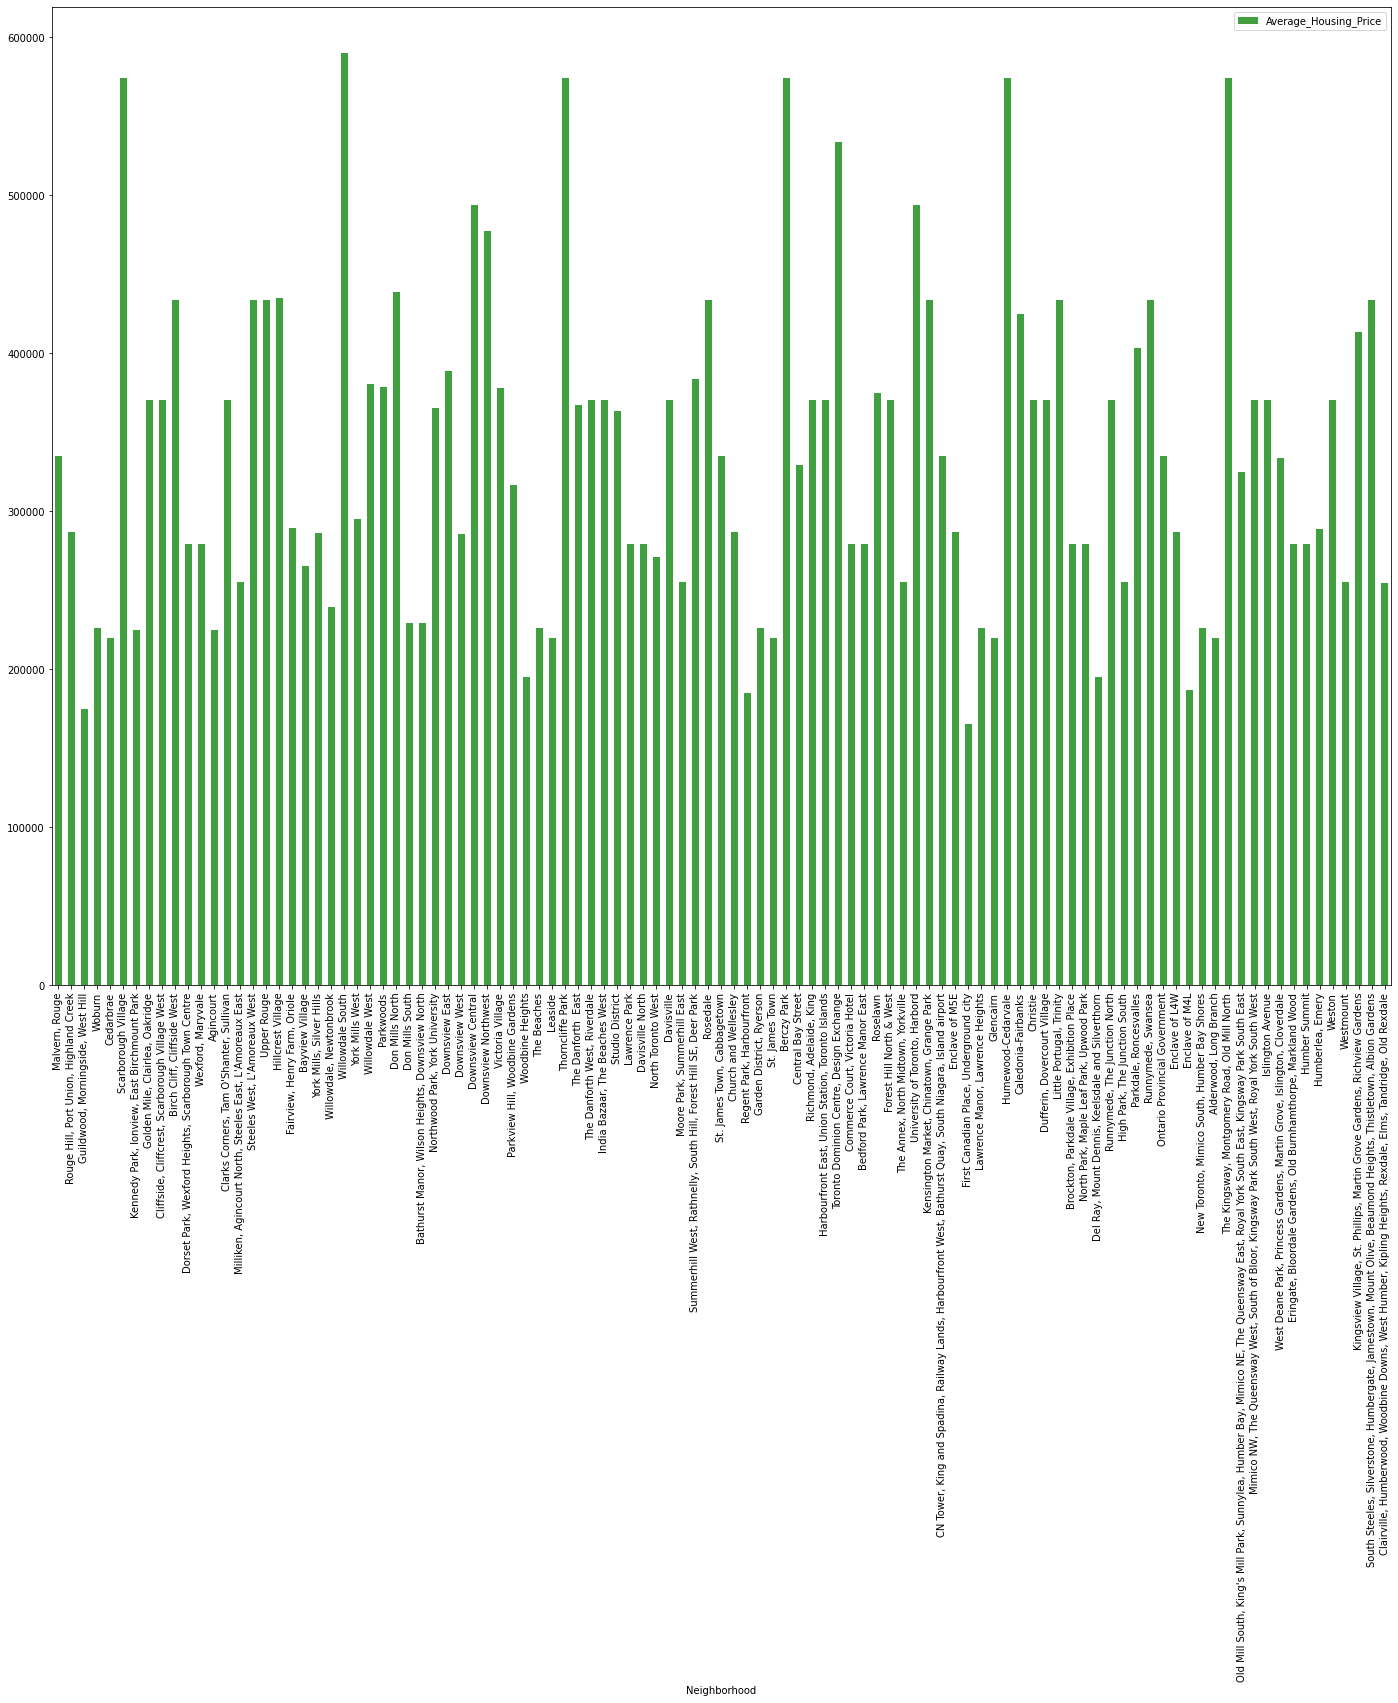 Average_Housing_Price
600000
500000
400000
300000
200000
100000
0
Malvern, Rouge
Rouge Hill, Port Union, Highland Creek
Guildwood, Morningside, West Hill
Woburn
Cedarbrae
Scarborough Village
Kennedy Park, Ionview, East Birchmount Park
Golden Mile, Clairlea, Oakridge
Cliffside, Cliffcrest, Scarborough Village West
Birch Cliff, Cliffside West
Dorset Park, Wexford Heights, Scarborough Town Centre
Wexford, Maryvale
Agincourt
Clarks Corners, Tam O'Shanter, Sullivan
Milliken, Agincourt North, Steeles East, L'Amoreaux East
Steeles West, L'Amoreaux West
Upper Rouge
Hillcrest Village
Fairview, Henry Farm, Oriole
Bayview Village
York Mills, Silver Hills
Willowdale, Newtonbrook
Willowdale South
York Mills West
Willowdale West
Parkwoods
Don Mills North
Don Mills South
Bathurst Manor, Wilson Heights, Downsview North
Northwood Park, York University
Downsview East
Downsview West
Downsview Central
Downsview Northwest
Victoria Village
Parkview Hill, Woodbine Gardens
Woodbine Heights
The Beaches
Leaside
Thorncliffe Park
The Danforth  East
The Danforth West, Riverdale
India Bazaar, The Beaches West
Studio District
Lawrence Park
Davisville North
North Toronto West
Davisville
Moore Park, Summerhill East
Summerhill West, Rathnelly, South Hill, Forest Hill SE, Deer Park
Rosedale
St. James Town, Cabbagetown
Church and Wellesley
Regent Park, Harbourfront
Garden District, Ryerson
St. James Town
Berczy Park
Central Bay Street
Richmond, Adelaide, King
Harbourfront East, Union Station, Toronto Islands
Toronto Dominion Centre, Design Exchange
Commerce Court, Victoria Hotel
Bedford Park, Lawrence Manor East
Roselawn
Forest Hill North & West
The Annex, North Midtown, Yorkville
University of Toronto, Harbord
Kensington Market, Chinatown, Grange Park
CN Tower, King and Spadina, Railway Lands, Harbourfront West, Bathurst Quay, South Niagara, Island airport
Enclave of M5E
First Canadian Place, Underground city
Lawrence Manor, Lawrence Heights
Glencairn
Humewood-Cedarvale
Caledonia-Fairbanks
Christie
Dufferin, Dovercourt Village
Little Portugal, Trinity
Brockton, Parkdale Village, Exhibition Place
North Park, Maple Leaf Park, Upwood Park
Del Ray, Mount Dennis, Keelsdale and Silverthorn
Runnymede, The Junction North
High Park, The Junction South
Parkdale, Roncesvalles
Runnymede, Swansea
Ontario Provincial Government
Enclave of L4W
Enclave of M4L
New Toronto, Mimico South, Humber Bay Shores
Alderwood, Long Branch
The Kingsway, Montgomery Road, Old Mill North
Old Mill South, King's Mill Park, Sunnylea, Humber Bay, Mimico NE, The Queensway East, Royal York South East, Kingsway Park South East
Mimico NW, The Queensway West, South of Bloor, Kingsway Park South West, Royal York South West
Islington Avenue
West Deane Park, Princess Gardens, Martin Grove, Islington, Cloverdale
Eringate, Bloordale Gardens, Old Burnhamthorpe, Markland Wood
Humber Summit
Humberlea, Emery
Weston
Westmount
Kingsview Village, St. Phillips, Martin Grove Gardens, Richview Gardens
South Steeles, Silverstone, Humbergate, Jamestown, Mount Olive, Beaumond Heights, Thistletown, Albion Gardens
Clairville, Humberwood, Woodbine Downs, West Humber, Kipling Heights, Rexdale, Elms, Tandridge, Old Rexdale
Neighborhood